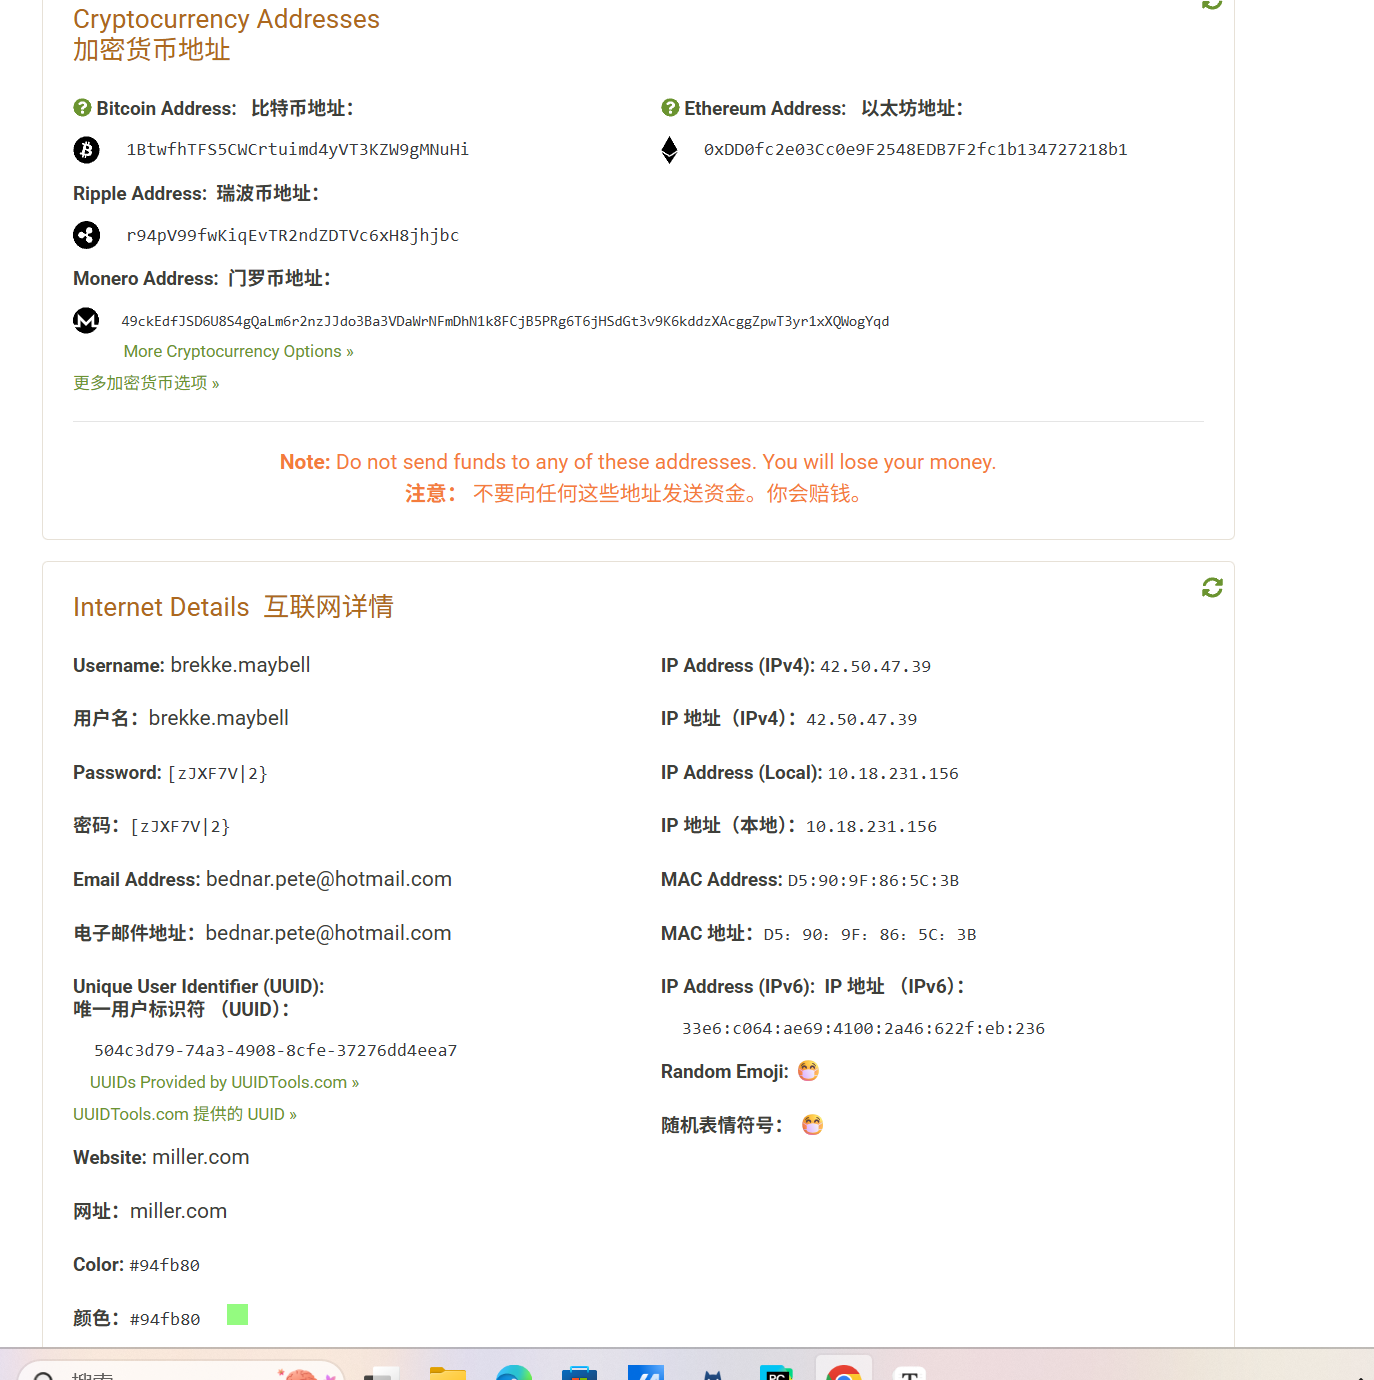 Cryptocurrency Addresses
加密货币地址
Bitcoin Address: 比特币地址：
1BtwfhTFS5CWCrtuimd4yVT3KZW9gMNuHi
Ethereum Address: 以太坊地址：
0xDD0fc2e03Cc0e9F2548EDB7F2fc1b134727218b1
Ripple Address: 瑞波币地址：
r94pV99fwKiqEvTR2ndZDTVc6xH8jhjbc
Monero Address: 门罗币地址：
49ckEdfJSD6U8S4gQaLm6r2nzJJdo3Ba3VDaWrNFmDhN1k8FCjB5PRg6T6jHSdGt3v9K6kddzXAcggZpwT3yr1xXQWogYqd
More Cryptocurrency Options »
更多加密货币选项 »
Note: Do not send funds to any of these addresses. You will lose your money.
注意： 不要向任何这些地址发送资金。你会赔钱。
Internet Details 互联网详情
Username: brekke.maybell
用户名：brekke.maybell
Password: [zJXF7V|2}
密码：[zJXF7V|2}
Email Address: bednar.pete@hotmail.com
电子邮件地址：bednar.pete@hotmail.com
Unique User Identifier (UUID):
唯一用户标识符 （UUID）：
504c3d79-74a3-4908-8cfe-37276dd4eea7
UUIDs Provided by UUIDTools.com »
UUIDTools.com 提供的 UUID »
Website: miller.com
网址：miller.com
Color: #94fb80
颜色：#94fb80
IP Address (IPv4): 42.50.47.39
IP 地址（IPv4）：42.50.47.39
IP Address (Local): 10.18.231.156
IP 地址（本地）：10.18.231.156
MAC Address: D5:90:9F:86:5C:3B
MAC 地址：D5：90：9F：86：5C：3B
IP Address (IPv6): IP 地址 （IPv6）：
33e6:c064:ae69:4100:2a46:622f:eb:236
Random Emoji: 😷
随机表情符号： 😷
搜索